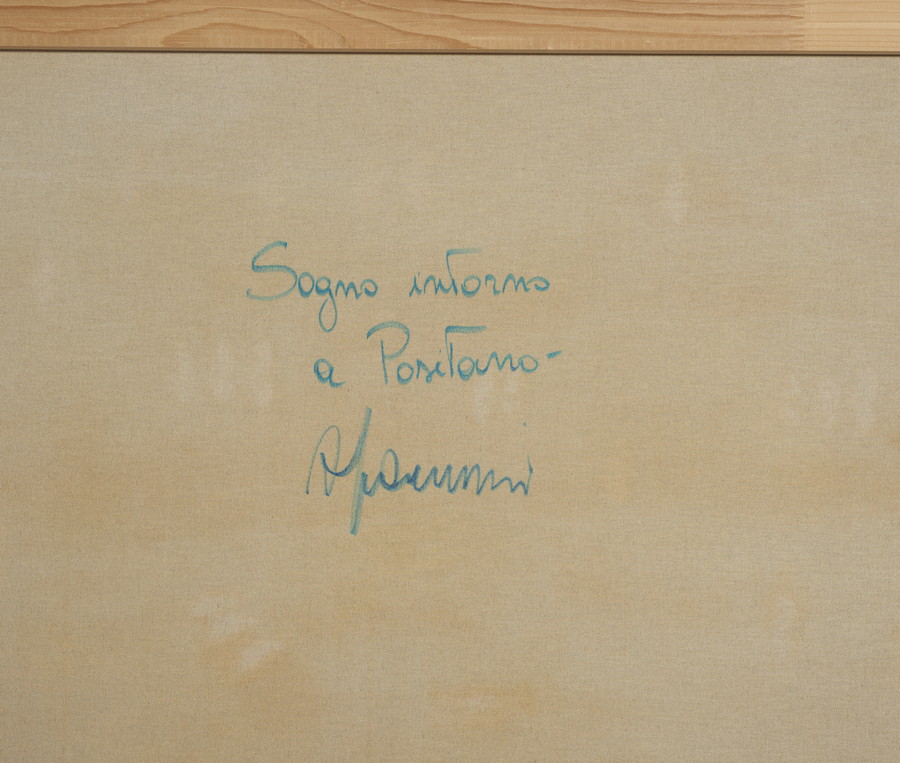 Sogno intorno
a Positano-